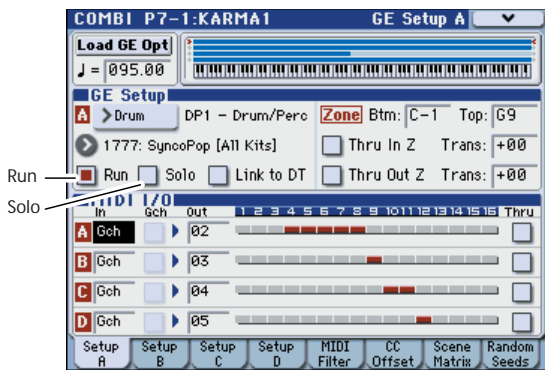 COMBI P7-1:KARMA1 GE Setup A
Load GE Opt
♩= 095.00
GE Setup
A >Drum DP1 - Drum/Perc Zone Btm: C-1 Top: G9
1777: SyncoPop [All Kits] Thru In Z Trans: +00
Run Run Solo Link to DT Thru Out Z Trans: +00
Solo
MIDI I/O
In Gch Out 1 2 3 4 5 6 7 8 9 10 11 12 13 14 15 16 Thru
A Gch 02
B Gch 03
C Gch 04
D Gch 05
Setup A Setup B Setup C Setup D MIDI Filter CC Offset Scene Matrix Random Seeds